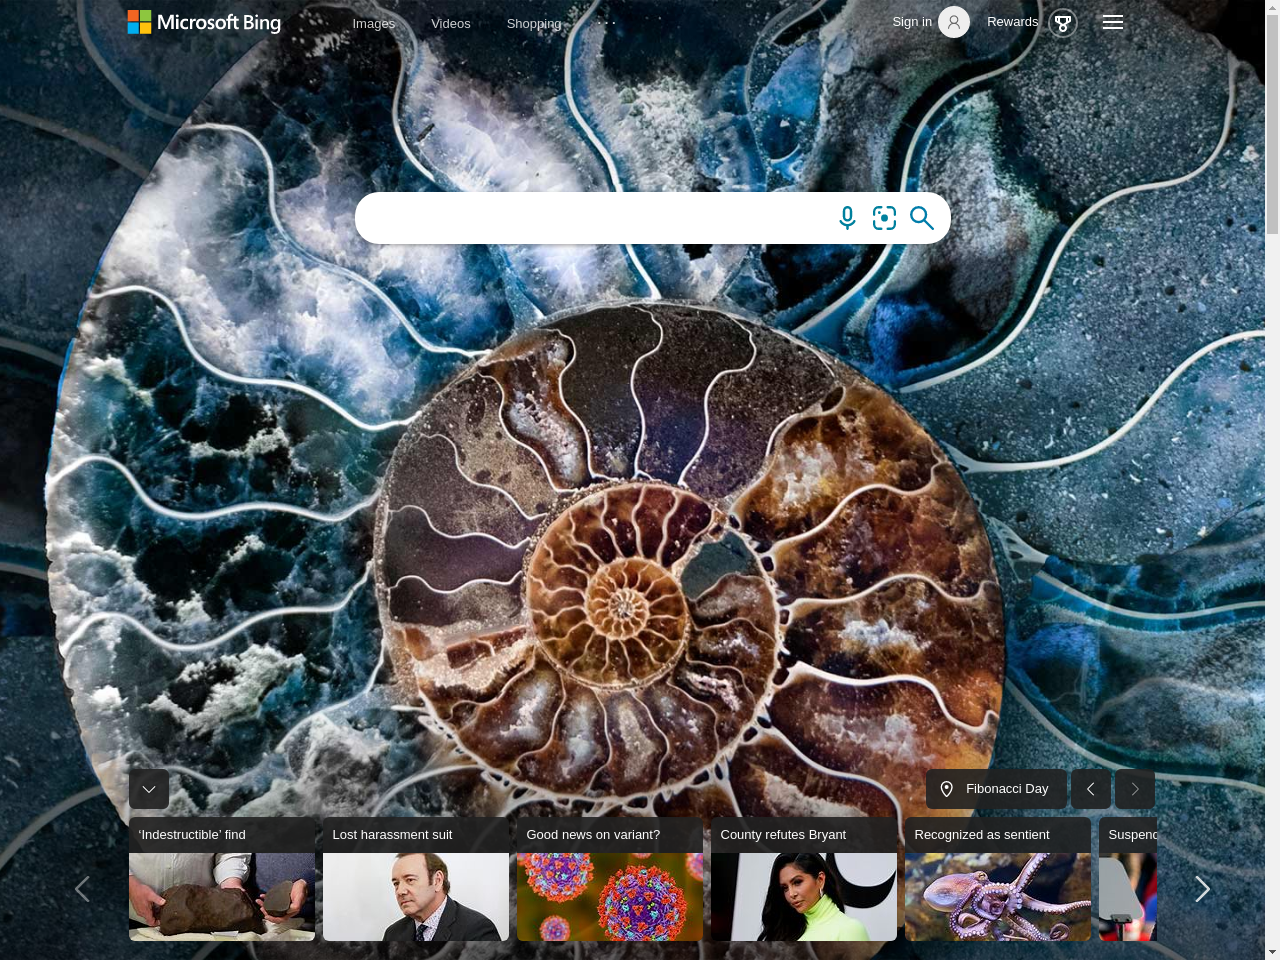 Microsoft Bing
Images
Videos
Shopping
Sign in
Rewards
Fibonacci Day
‘Indestructible’ find
Lost harassment suit
Good news on variant?
County refutes Bryant
Recognized as sentient
Suspend